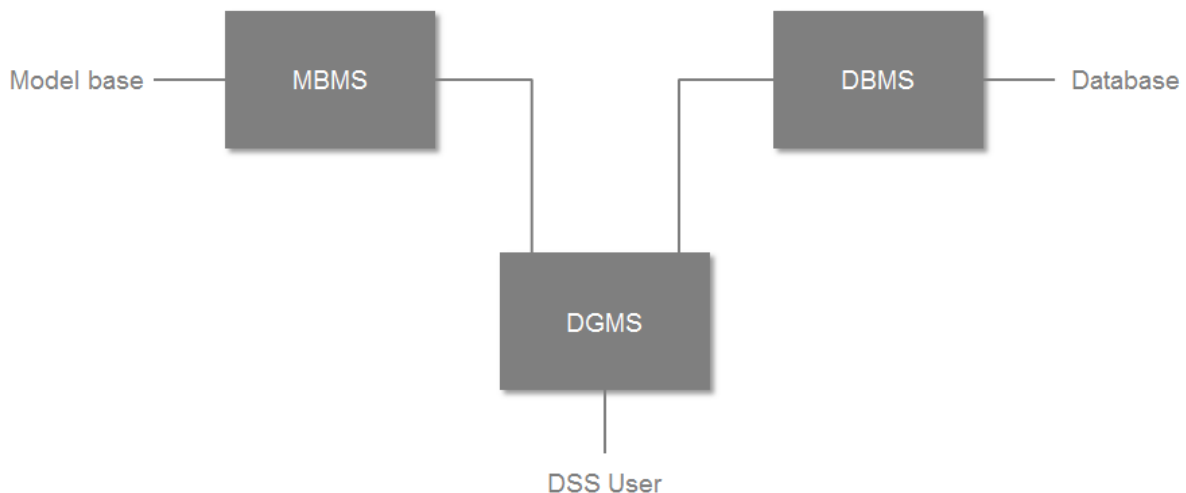 Model base
MBMS
DBMS
Database
DGMS
DSS User